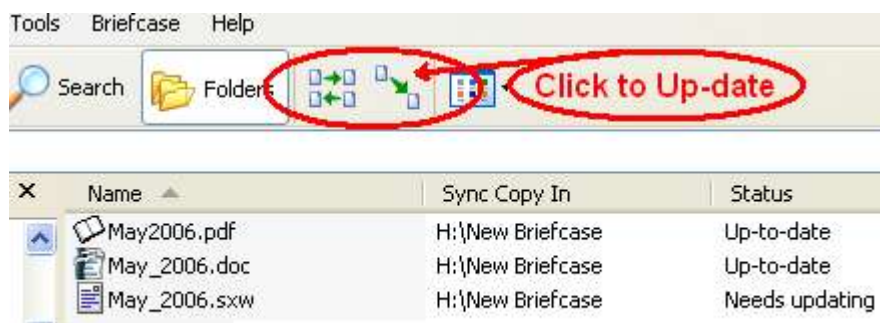 Tools Briefcase Help
Search Folders Click to Up-date
× Name Sync Copy In Status
May2006.pdf H:\New Briefcase Up-to-date
May_2006.doc H:\New Briefcase Up-to-date
May_2006.sxw H:\New Briefcase Needs updating